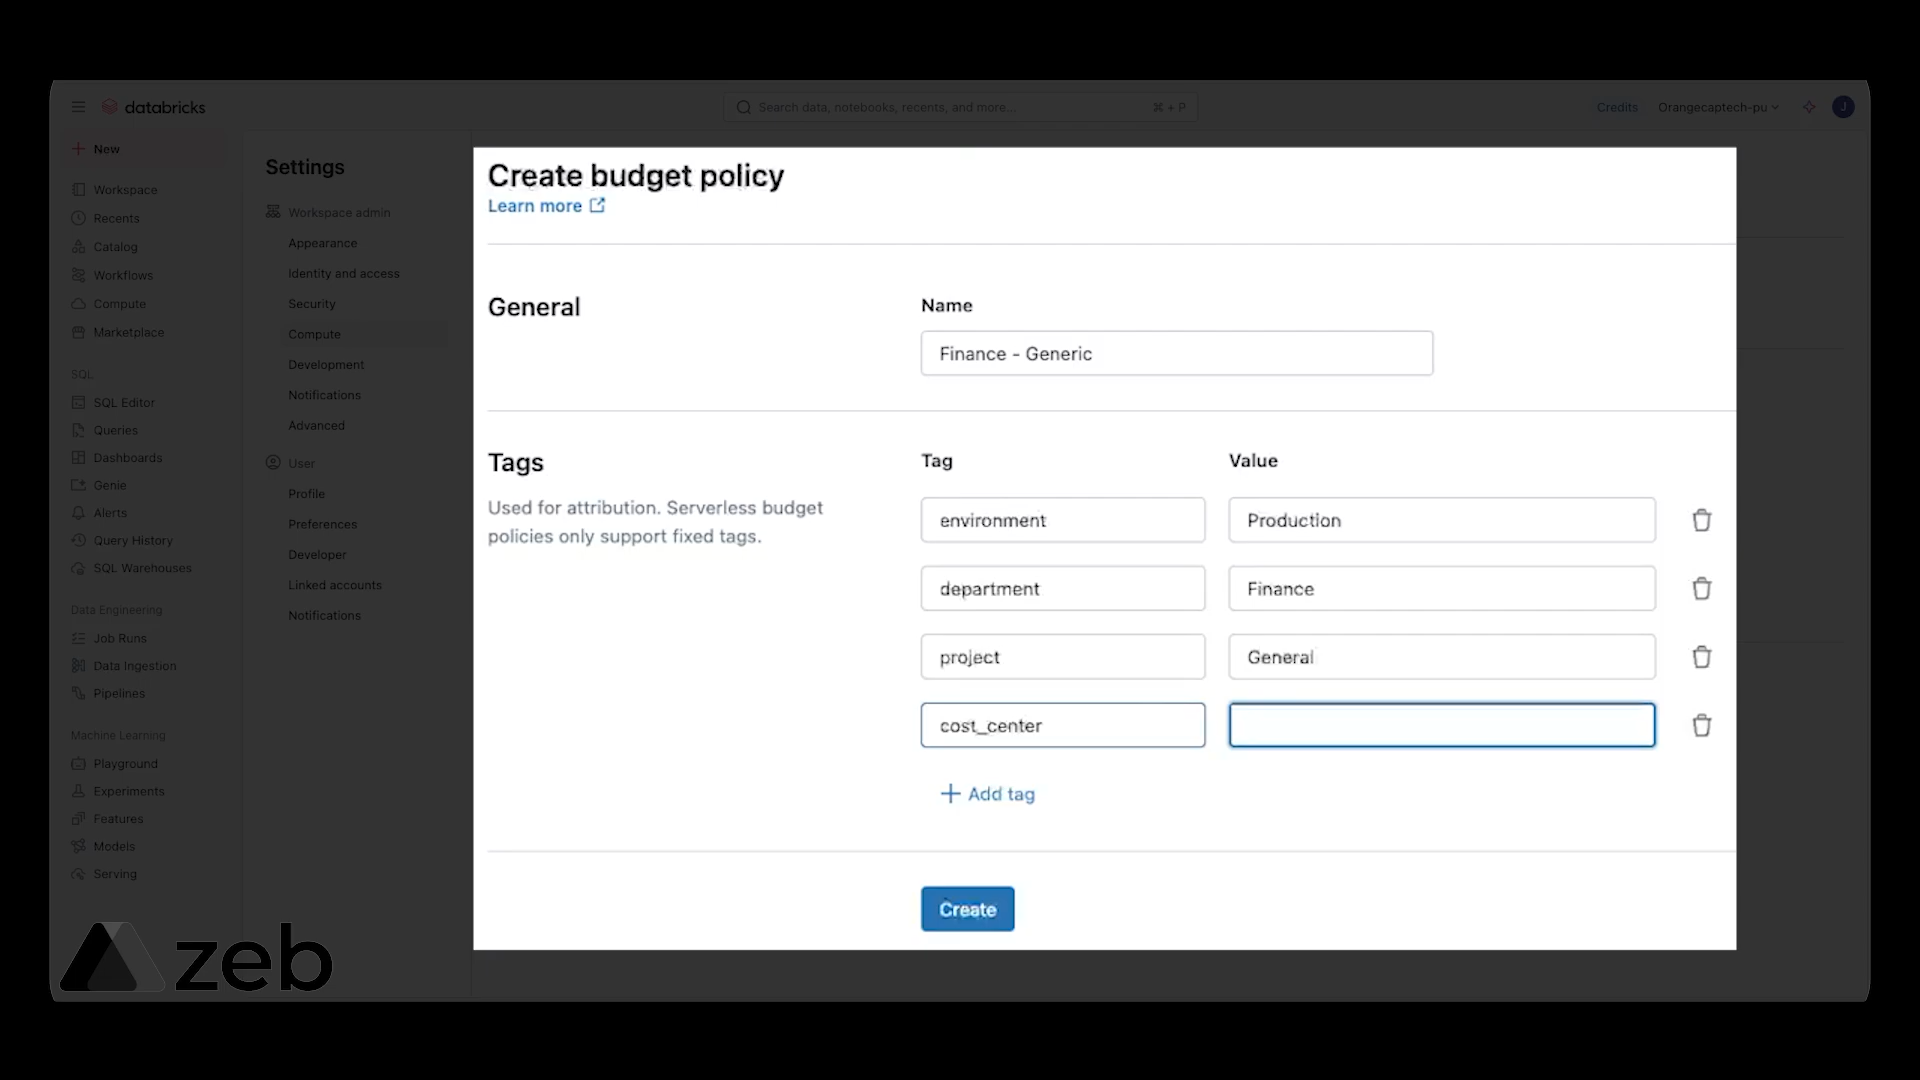 databricks
Search data, notebooks, recents, and more...
⌘ + P
Credits
Orangecaptech-pu
J
New
Workspace
Recents
Catalog
Workflows
Compute
Marketplace
SQL
SQL Editor
Queries
Dashboards
Genie
Alerts
Query History
SQL Warehouses
Data Engineering
Job Runs
Data Ingestion
Pipelines
Machine Learning
Playground
Experiments
Features
Models
Serving
Settings
Workspace admin
Appearance
Identity and access
Security
Compute
Development
Notifications
Advanced
User
Profile
Preferences
Developer
Linked accounts
Notifications
Create budget policy
Learn more
General
Name
Finance - Generic
Tags
Used for attribution. Serverless budget
policies only support fixed tags.
Tag Value
environment Production
department Finance
project General
cost_center
Add tag
Create
zeb